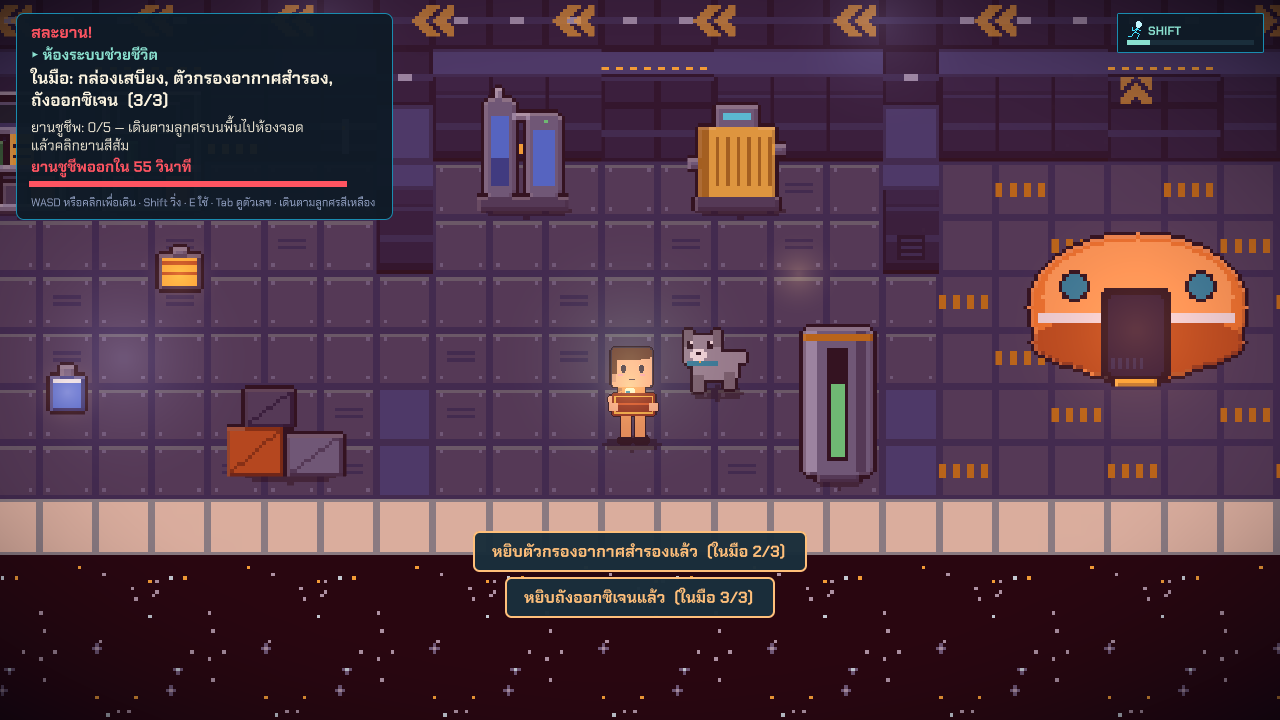 สละยาน!
▸ ห้องระบบช่วยชีวิต
ในมือ: กล่องเสบียง, ตัวกรองอากาศสำรอง,
ถังออกซิเจน (3/3)
ยานชูชีพ: 0/5 — เดินตามลูกศรบนพื้นไปห้องจอด
แล้วคลิกยานสีส้ม
ยานชูชีพออกใน 55 วินาที
WASD หรือคลิกเพื่อเดิน · Shift วิ่ง · E ใช้ · Tab ดูตัวเลข · เดินตามลูกศรสีเหลือง
SHIFT
หยิบตัวกรองอากาศสำรองแล้ว (ในมือ 2/3)
หยิบถังออกซิเจนแล้ว (ในมือ 3/3)